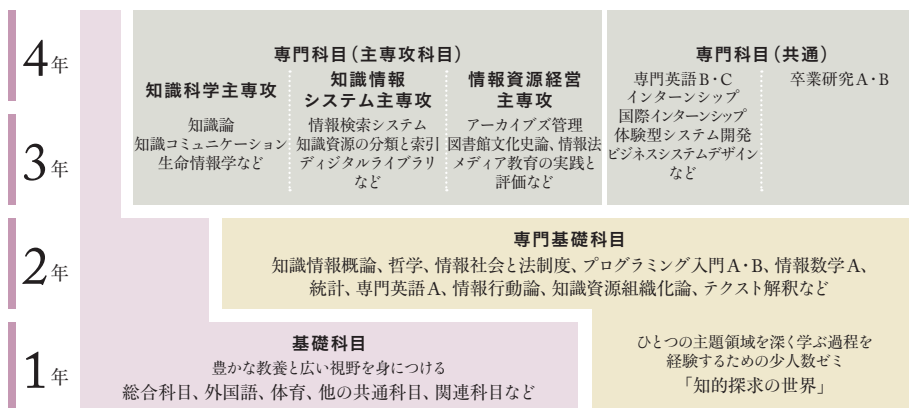 4年
3年
2年
1年
専門科目（主専攻科目）
知識科学主専攻
知識論
知識コミュニケーション
生命情報学など
知識情報
システム主専攻
情報検索システム
知識資源の分類と索引
ディジタルライブラリ
など
情報資源経営
主専攻
アーカイブズ管理
図書館文化史論、情報法
メディア教育の実践と
評価など
専門科目（共通）
専門英語B・C
インターンシップ
国際インターンシップ
体験型システム開発
ビジネスシステムデザイン
など
卒業研究A・B
専門基礎科目
知識情報概論、哲学、情報社会と法制度、プログラミング入門A・B、情報数学A、
統計、専門英語A、情報行動論、知識資源組織化論、テクスト解釈など
基礎科目
豊かな教養と広い視野を身につける
総合科目、外国語、体育、他の共通科目、関連科目など
ひとつの主題領域を深く学ぶ過程を
経験するための少人数ゼミ
「知的探求の世界」